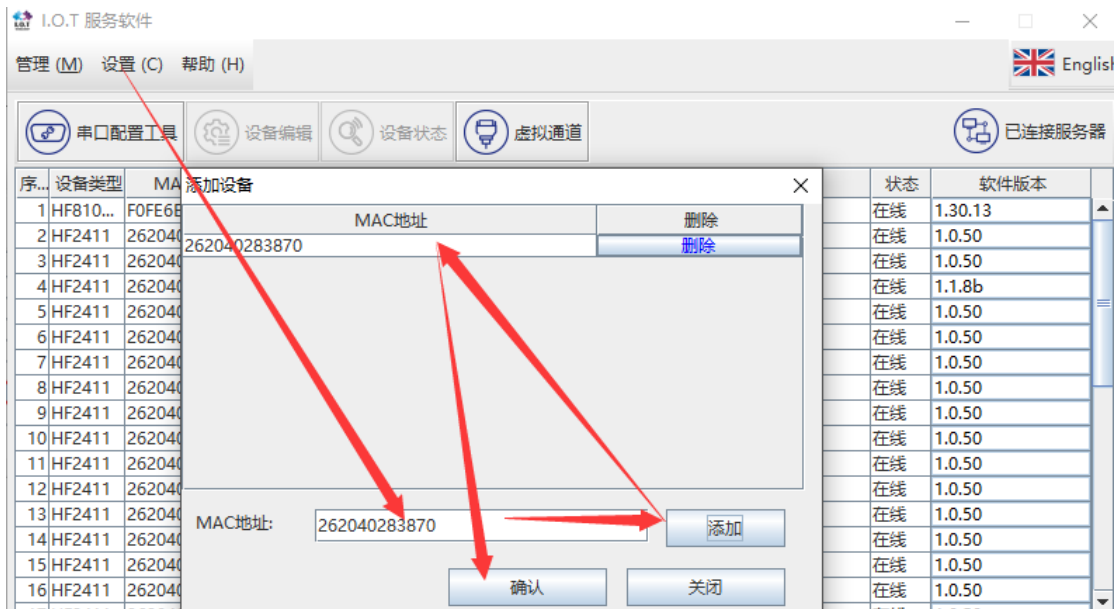 I.O.T 服务软件
管理 (M) 设置 (C) 帮助 (H) English
串口配置工具 设备编辑 设备状态 虚拟通道 已连接服务器
序... 设备类型 MA 添加设备 状态 软件版本
1 HF810... F0FE6E MAC地址 删除 在线 1.30.13
2 HF2411 262040 262040283870 删除 在线 1.0.50
3 HF2411 262040 在线 1.0.50
4 HF2411 262040 在线 1.1.8b
5 HF2411 262040 在线 1.0.50
6 HF2411 262040 在线 1.0.50
7 HF2411 262040 在线 1.0.50
8 HF2411 262040 在线 1.0.50
9 HF2411 262040 在线 1.0.50
10 HF2411 262040 在线 1.0.50
11 HF2411 262040 在线 1.0.50
12 HF2411 262040 在线 1.0.50
13 HF2411 262040 MAC地址: 262040283870 添加 在线 1.0.50
14 HF2411 262040 在线 1.0.50
15 HF2411 262040 在线 1.0.50
16 HF2411 262040 确认 关闭 在线 1.0.50